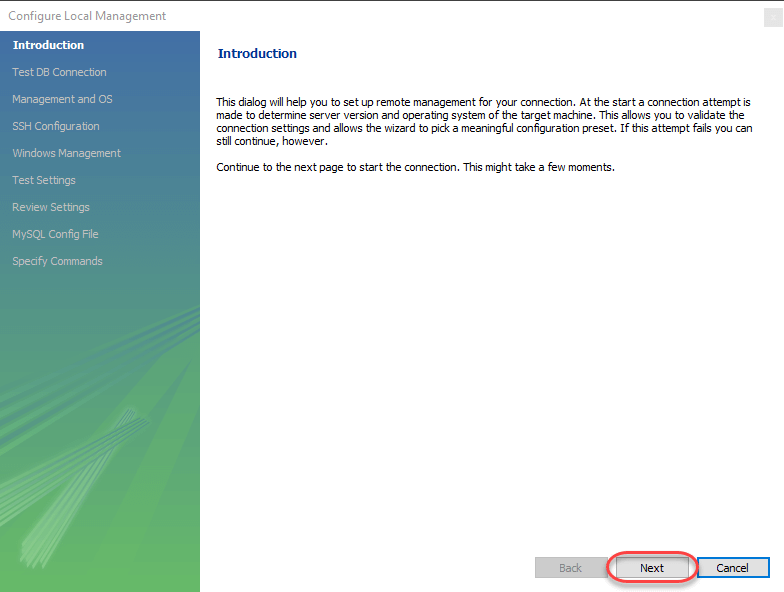 Configure Local Management
Introduction
Test DB Connection
Management and OS
SSH Configuration
Windows Management
Test Settings
Review Settings
MySQL Config File
Specify Commands
Introduction
This dialog will help you to set up remote management for your connection. At the start a connection attempt is
made to determine server version and operating system of the target machine. This allows you to validate the
connection settings and allows the wizard to pick a meaningful configuration preset. If this attempt fails you can
still continue, however.
Continue to the next page to start the connection. This might take a few moments.
Back Next Cancel